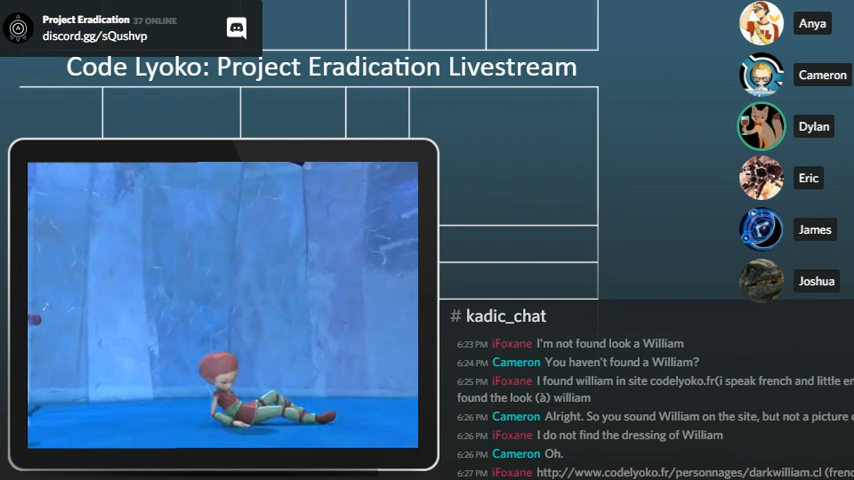 Project Eradication 37 ONLINE
discord.gg/sQushvp
Code Lyoko: Project Eradication Livestream
Anya
Cameron
Dylan
Eric
James
Joshua
# kadic_chat
6:23 PM iFoxane I'm not found look a William
6:24 PM Cameron You haven't found a William?
6:25 PM iFoxane I found william in site codelyoko.fr(i speak french and little en
found the look (à) william
6:26 PM Cameron Alright. So you sound William on the site, but not a picture o
6:26 PM iFoxane I do not find the dressing of William
6:26 PM Cameron Oh.
6:27 PM iFoxane http://www.codelyoko.fr/personnages/darkwilliam.cl (frenc